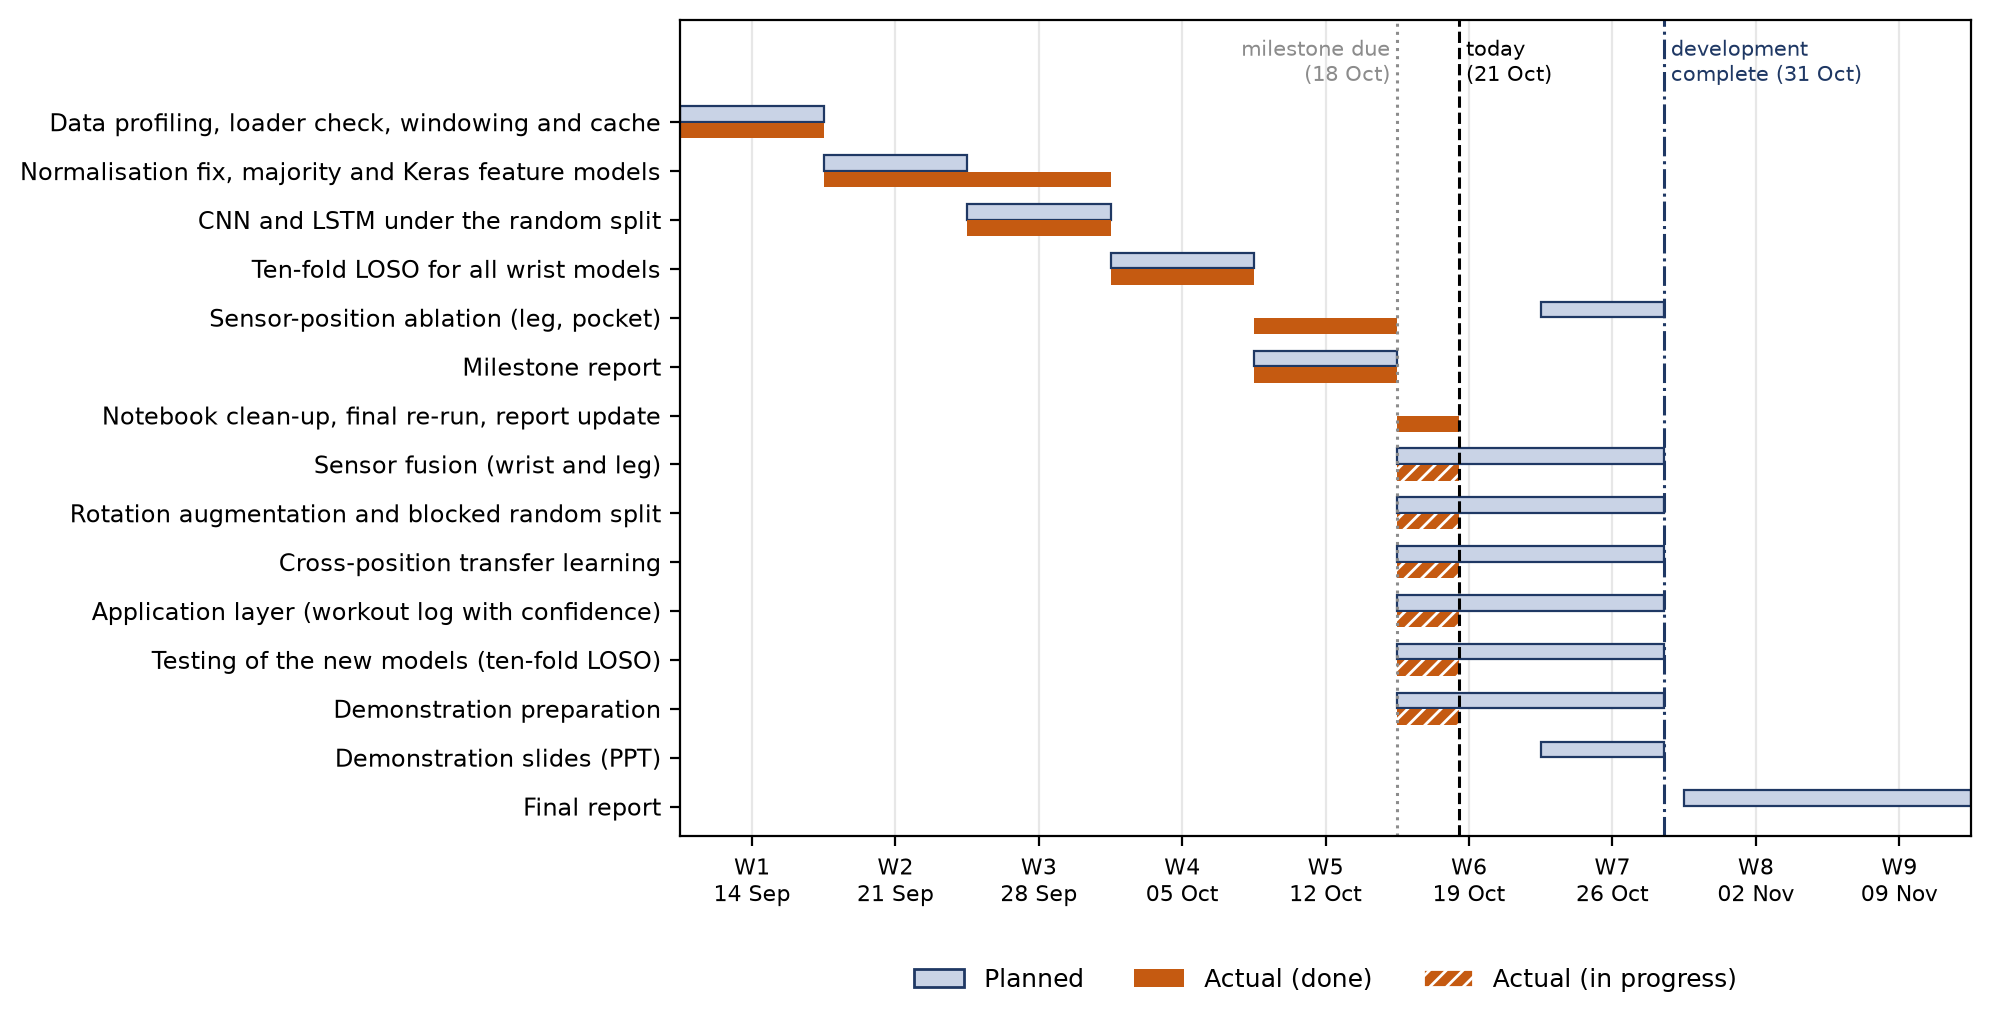 milestone due
(18 Oct)
today
(21 Oct)
development
complete (31 Oct)
Data profiling, loader check, windowing and cache
Normalisation fix, majority and Keras feature models
CNN and LSTM under the random split
Ten-fold LOSO for all wrist models
Sensor-position ablation (leg, pocket)
Milestone report
Notebook clean-up, final re-run, report update
Sensor fusion (wrist and leg)
Rotation augmentation and blocked random split
Cross-position transfer learning
Application layer (workout log with confidence)
Testing of the new models (ten-fold LOSO)
Demonstration preparation
Demonstration slides (PPT)
Final report
W1 W2 W3 W4 W5 W6 W7 W8 W9
14 Sep 21 Sep 28 Sep 05 Oct 12 Oct 19 Oct 26 Oct 02 Nov 09 Nov
Planned Actual (done) Actual (in progress)